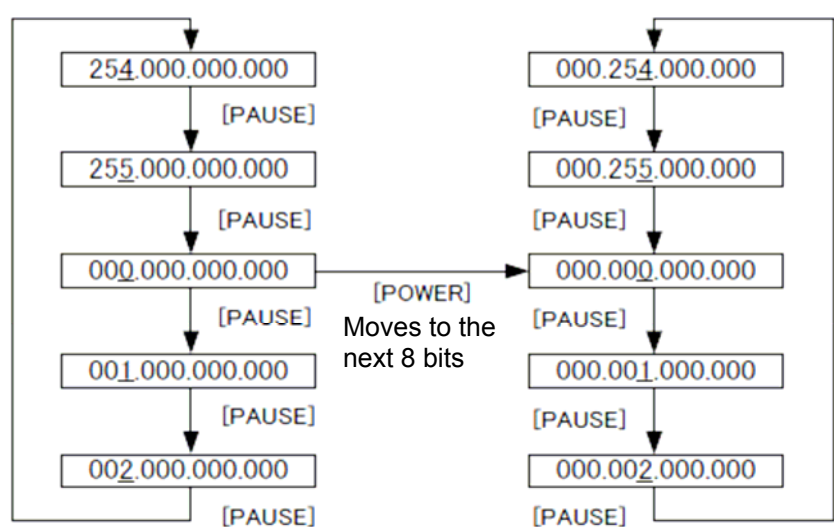 254.000.000.000
[PAUSE]
255.000.000.000
[PAUSE]
000.000.000.000
[PAUSE]
001.000.000.000
[PAUSE]
002.000.000.000
[PAUSE]
[POWER]
Moves to the
next 8 bits
000.254.000.000
[PAUSE]
000.255.000.000
[PAUSE]
000.000.000.000
[PAUSE]
000.001.000.000
[PAUSE]
000.002.000.000
[PAUSE]